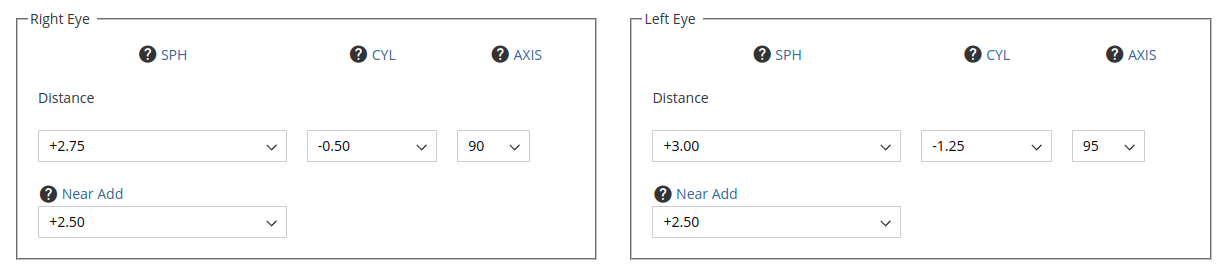 Right Eye
SPH CYL AXIS
Distance
+2.75 -0.50 90
Near Add
+2.50
Left Eye
SPH CYL AXIS
Distance
+3.00 -1.25 95
Near Add
+2.50